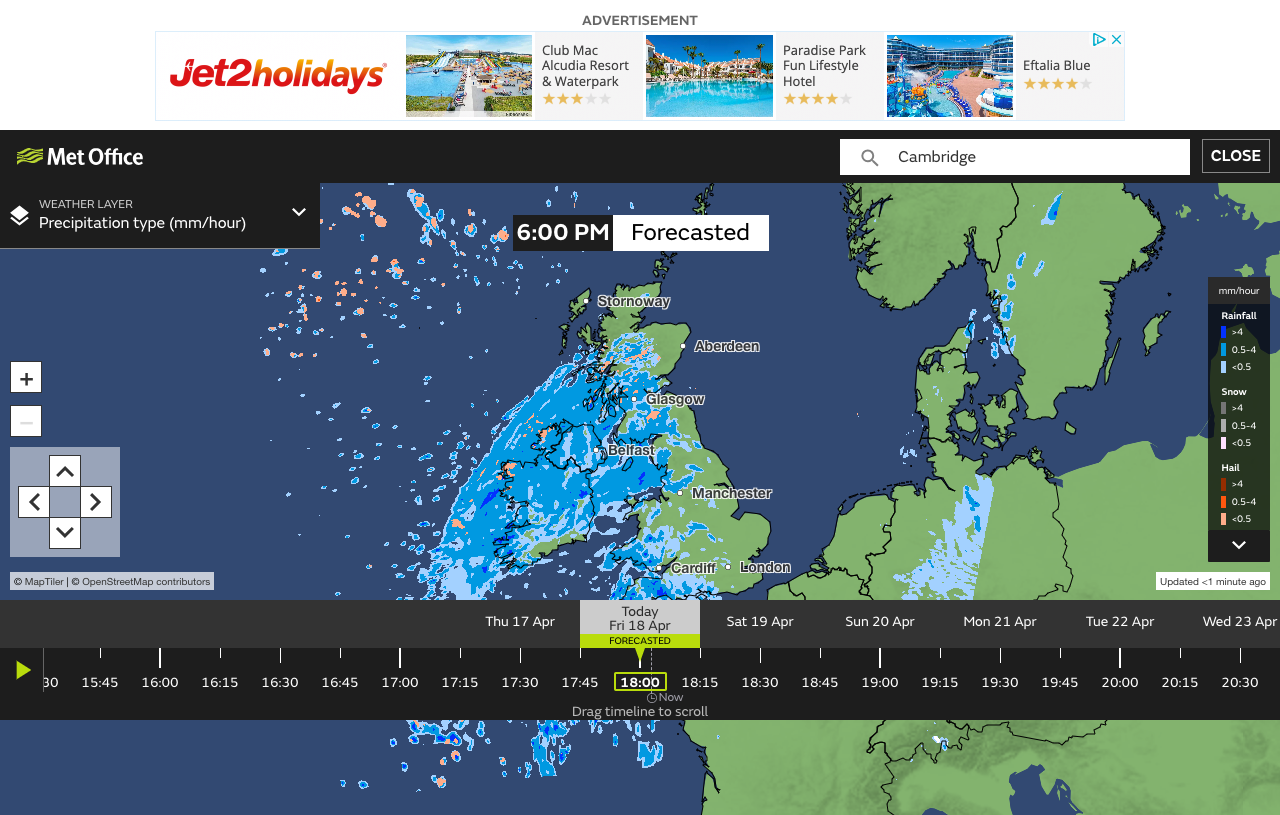 ADVERTISEMENT
Jet2holidays
Club Mac
Alcudia Resort
& Waterpark
Paradise Park
Fun Lifestyle
Hotel
Eftalia Blue
Met Office
Cambridge
CLOSE
WEATHER LAYER
Precipitation type (mm/hour)
6:00 PM
Forecasted
Stornoway
Aberdeen
Glasgow
Belfast
Manchester
Cardiff
London
mm/hour
Rainfall
>4
0.5-4
<0.5
Snow
>4
0.5-4
<0.5
Hail
>4
0.5-4
<0.5
+
−
© MapTiler | © OpenStreetMap contributors
Updated <1 minute ago
Thu 17 Apr
Today
Fri 18 Apr
FORECASTED
Sat 19 Apr
Sun 20 Apr
Mon 21 Apr
Tue 22 Apr
Wed 23 Apr
30 15:45 16:00 16:15 16:30 16:45 17:00 17:15 17:30 17:45 18:00 18:15 18:30 18:45 19:00 19:15 19:30 19:45 20:00 20:15 20:30
Now
Drag timeline to scroll